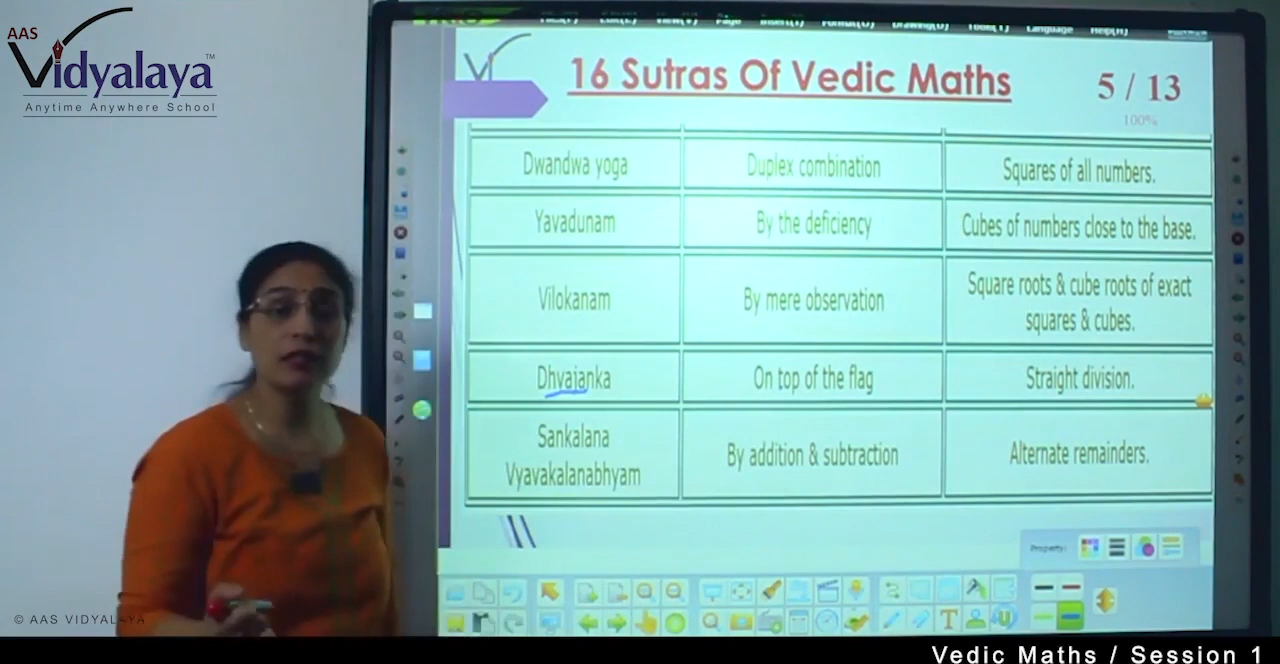 AAS
Vidyalaya™
Anytime Anywhere School
16 Sutras Of Vedic Maths
5 / 13
100%
Dwandwa yoga Duplex combination Squares of all numbers.
Yavadunam By the deficiency Cubes of numbers close to the base.
Vilokanam By mere observation Square roots & cube roots of exact
squares & cubes.
Dhvajanka On top of the flag Straight division.
Sankalana
Vyavakalanabhyam By addition & subtraction Alternate remainders.
Property:
© AAS VIDYALAYA
Vedic Maths / Session 1